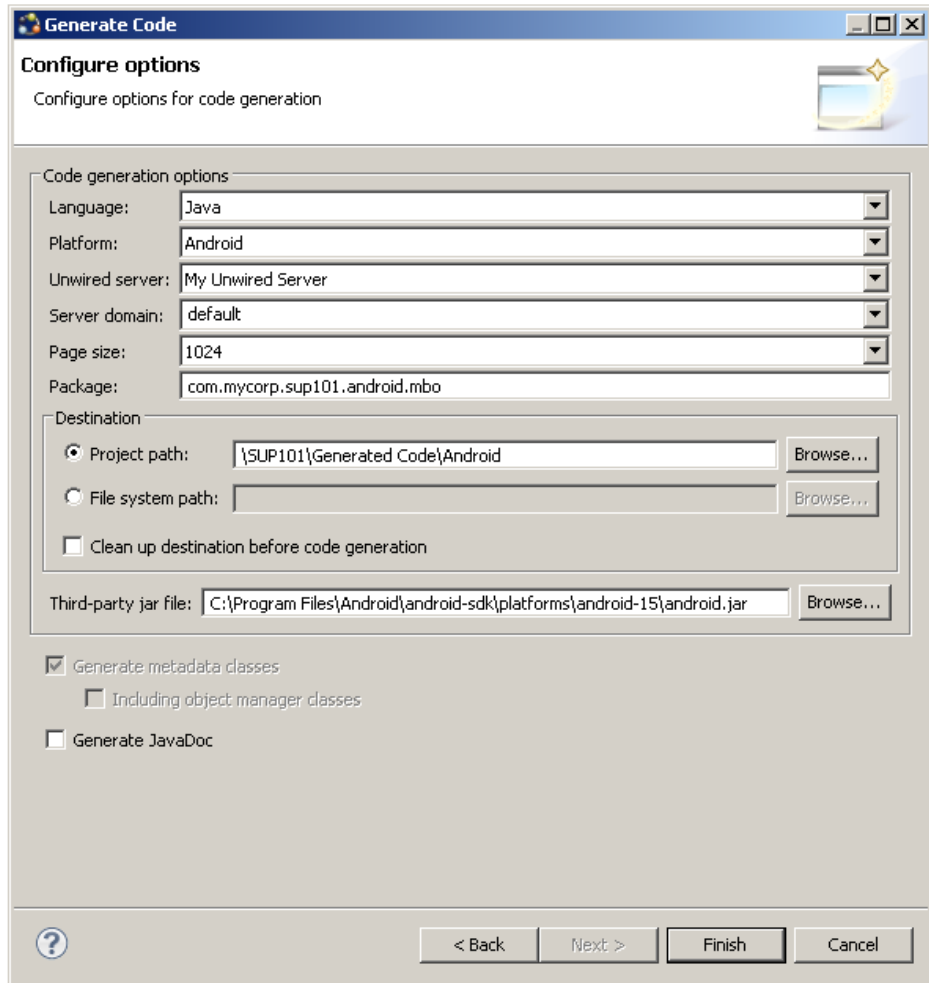 Generate Code
Configure options
Configure options for code generation
Code generation options
Language: Java
Platform: Android
Unwired server: My Unwired Server
Server domain: default
Page size: 1024
Package: com.mycorp.sup101.android.mbo
Destination
Project path: \SUP101\Generated Code\Android Browse...
File system path: Browse...
Clean up destination before code generation
Third-party jar file: C:\Program Files\Android\android-sdk\platforms\android-15\android.jar Browse...
Generate metadata classes
Including object manager classes
Generate JavaDoc
? < Back Next > Finish Cancel